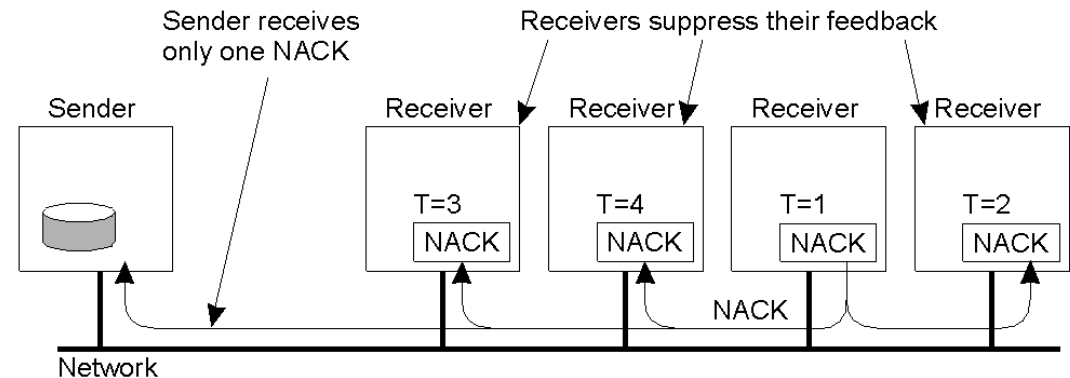 Sender receives
only one NACK
Receivers suppress their feedback
Sender
Receiver
Receiver
Receiver
Receiver
T=3
T=4
T=1
T=2
NACK
NACK
NACK
NACK
NACK
Network